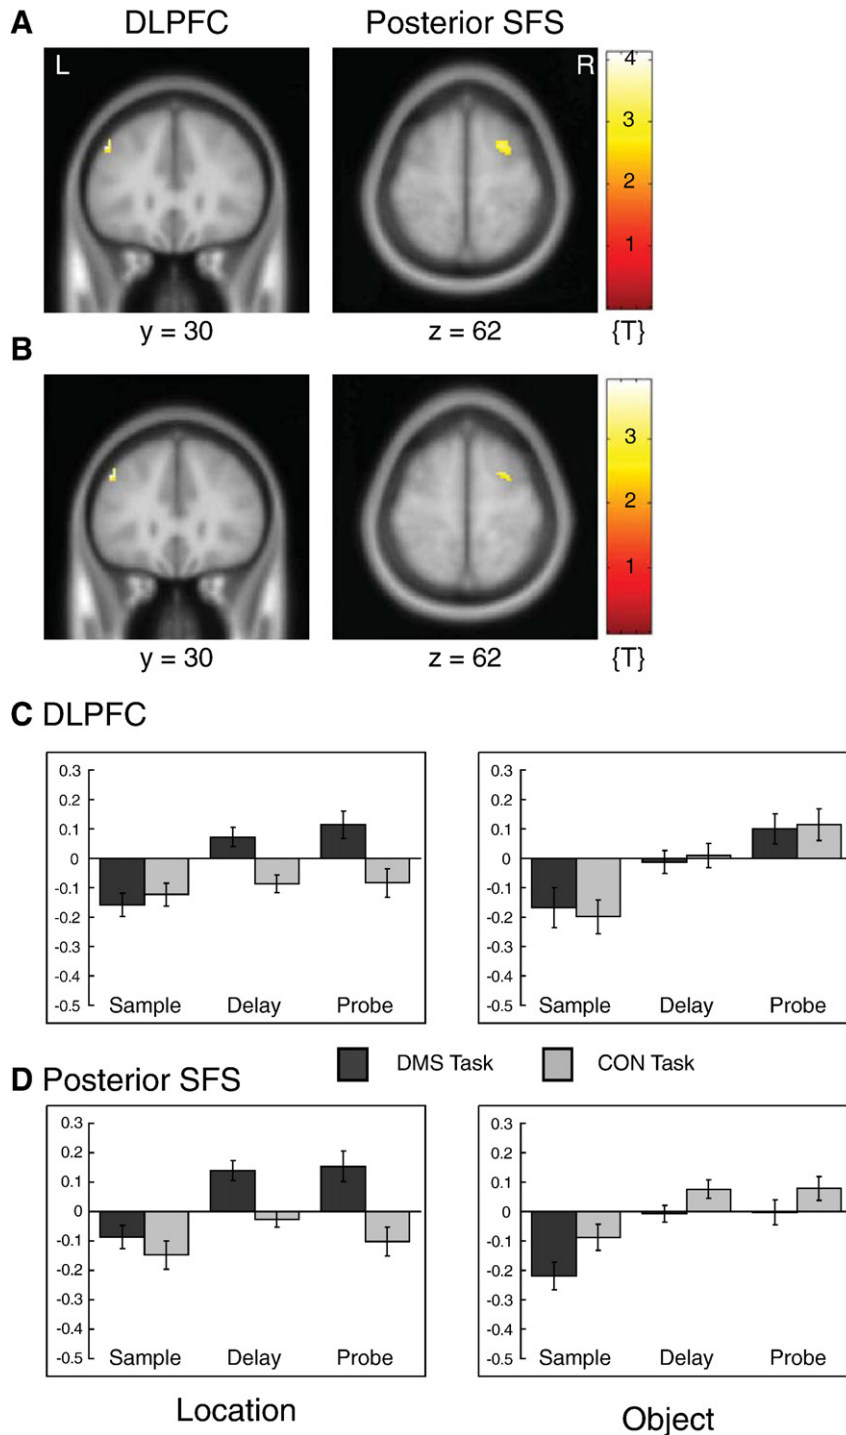 A DLPFC Posterior SFS
L R
4
3
2
1
y = 30 z = 62 {T}
B
3
2
1
y = 30 z = 62 {T}
C DLPFC
0.3 0.3
0.2 0.2
0.1 0.1
0 0
-0.1 -0.1
-0.2 -0.2
-0.3 -0.3
-0.4 -0.4
-0.5 Sample Delay Probe -0.5 Sample Delay Probe
DMS Task CON Task
D Posterior SFS
0.3 0.3
0.2 0.2
0.1 0.1
0 0
-0.1 -0.1
-0.2 -0.2
-0.3 -0.3
-0.4 -0.4
-0.5 Sample Delay Probe -0.5 Sample Delay Probe
Location Object